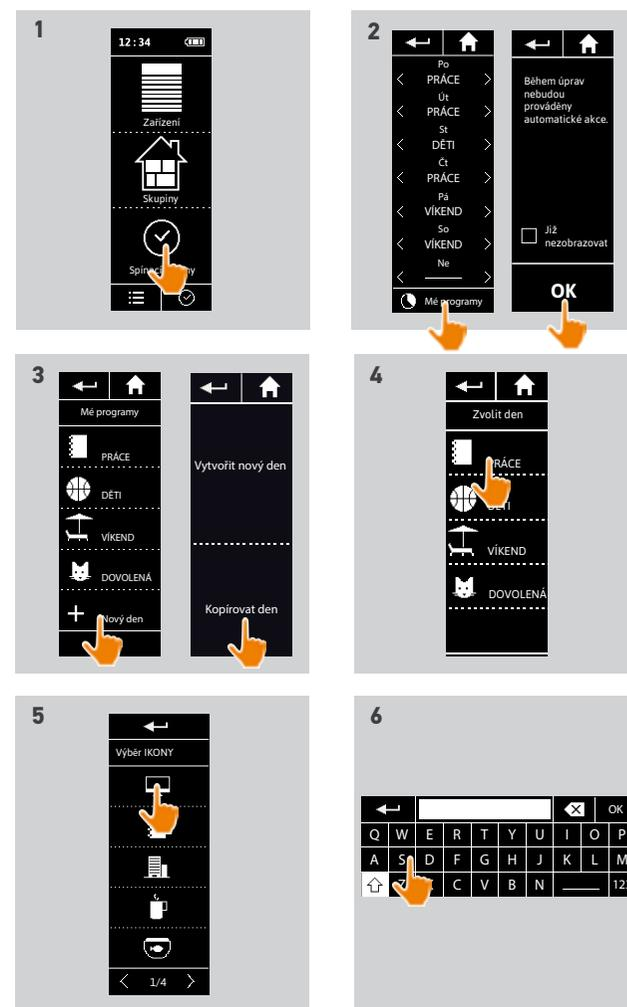 1
12:34
Zařízení
Skupiny
2
Po
PRÁCE
Út
PRÁCE
St
DĚTI
Čt
PRÁCE
Pá
VÍKEND
So
VÍKEND
Ne
Mé programy
Během úprav
nebudou
prováděny
automatické akce.
Již
nezobrazovat
OK
3
Mé programy
PRÁCE
DĚTI
VÍKEND
DOVOLENÁ
Nový den
Vytvořit nový den
Kopírovat den
4
Zvolit den
PRÁCE
VÍKEND
DOVOLENÁ
5
Výběr IKONY
1/4
6
OK
Q W E R T Y U I O P
A S D F G H J K L M
Z C V B N